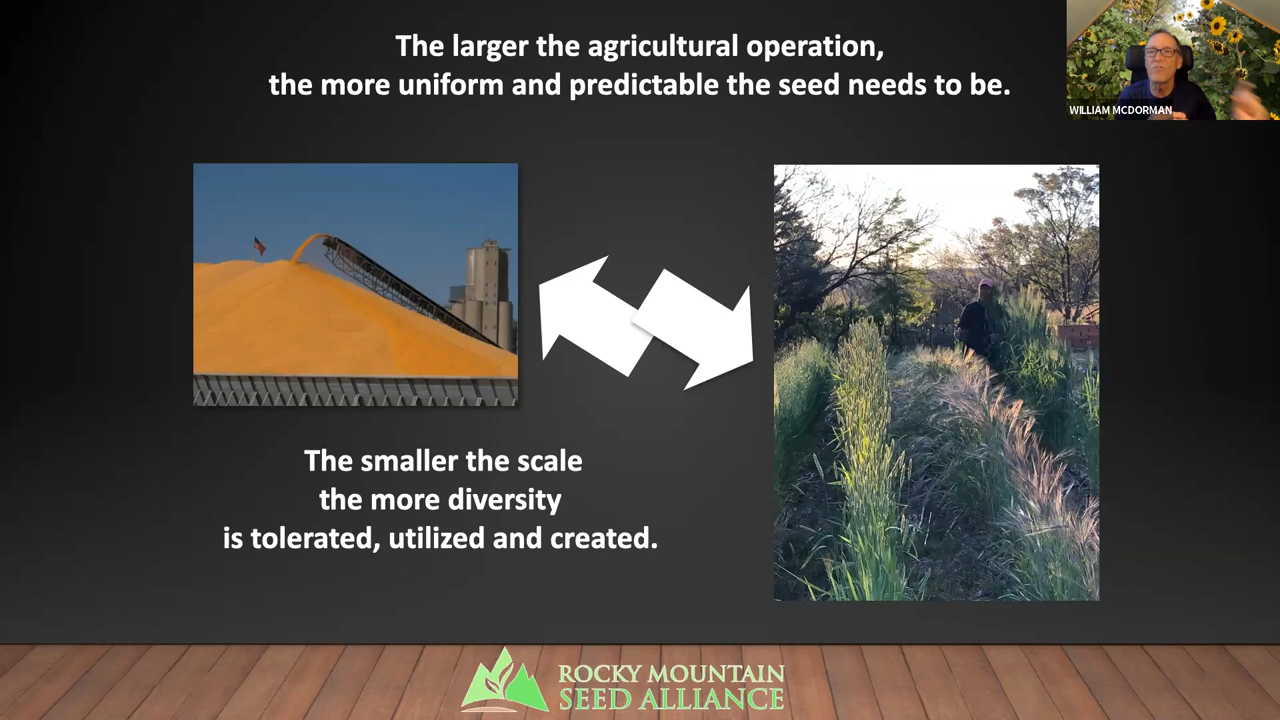 The larger the agricultural operation,
the more uniform and predictable the seed needs to be.
WILLIAM MCDORMAN
The smaller the scale
the more diversity
is tolerated, utilized and created.
ROCKY MOUNTAIN
SEED ALLIANCE